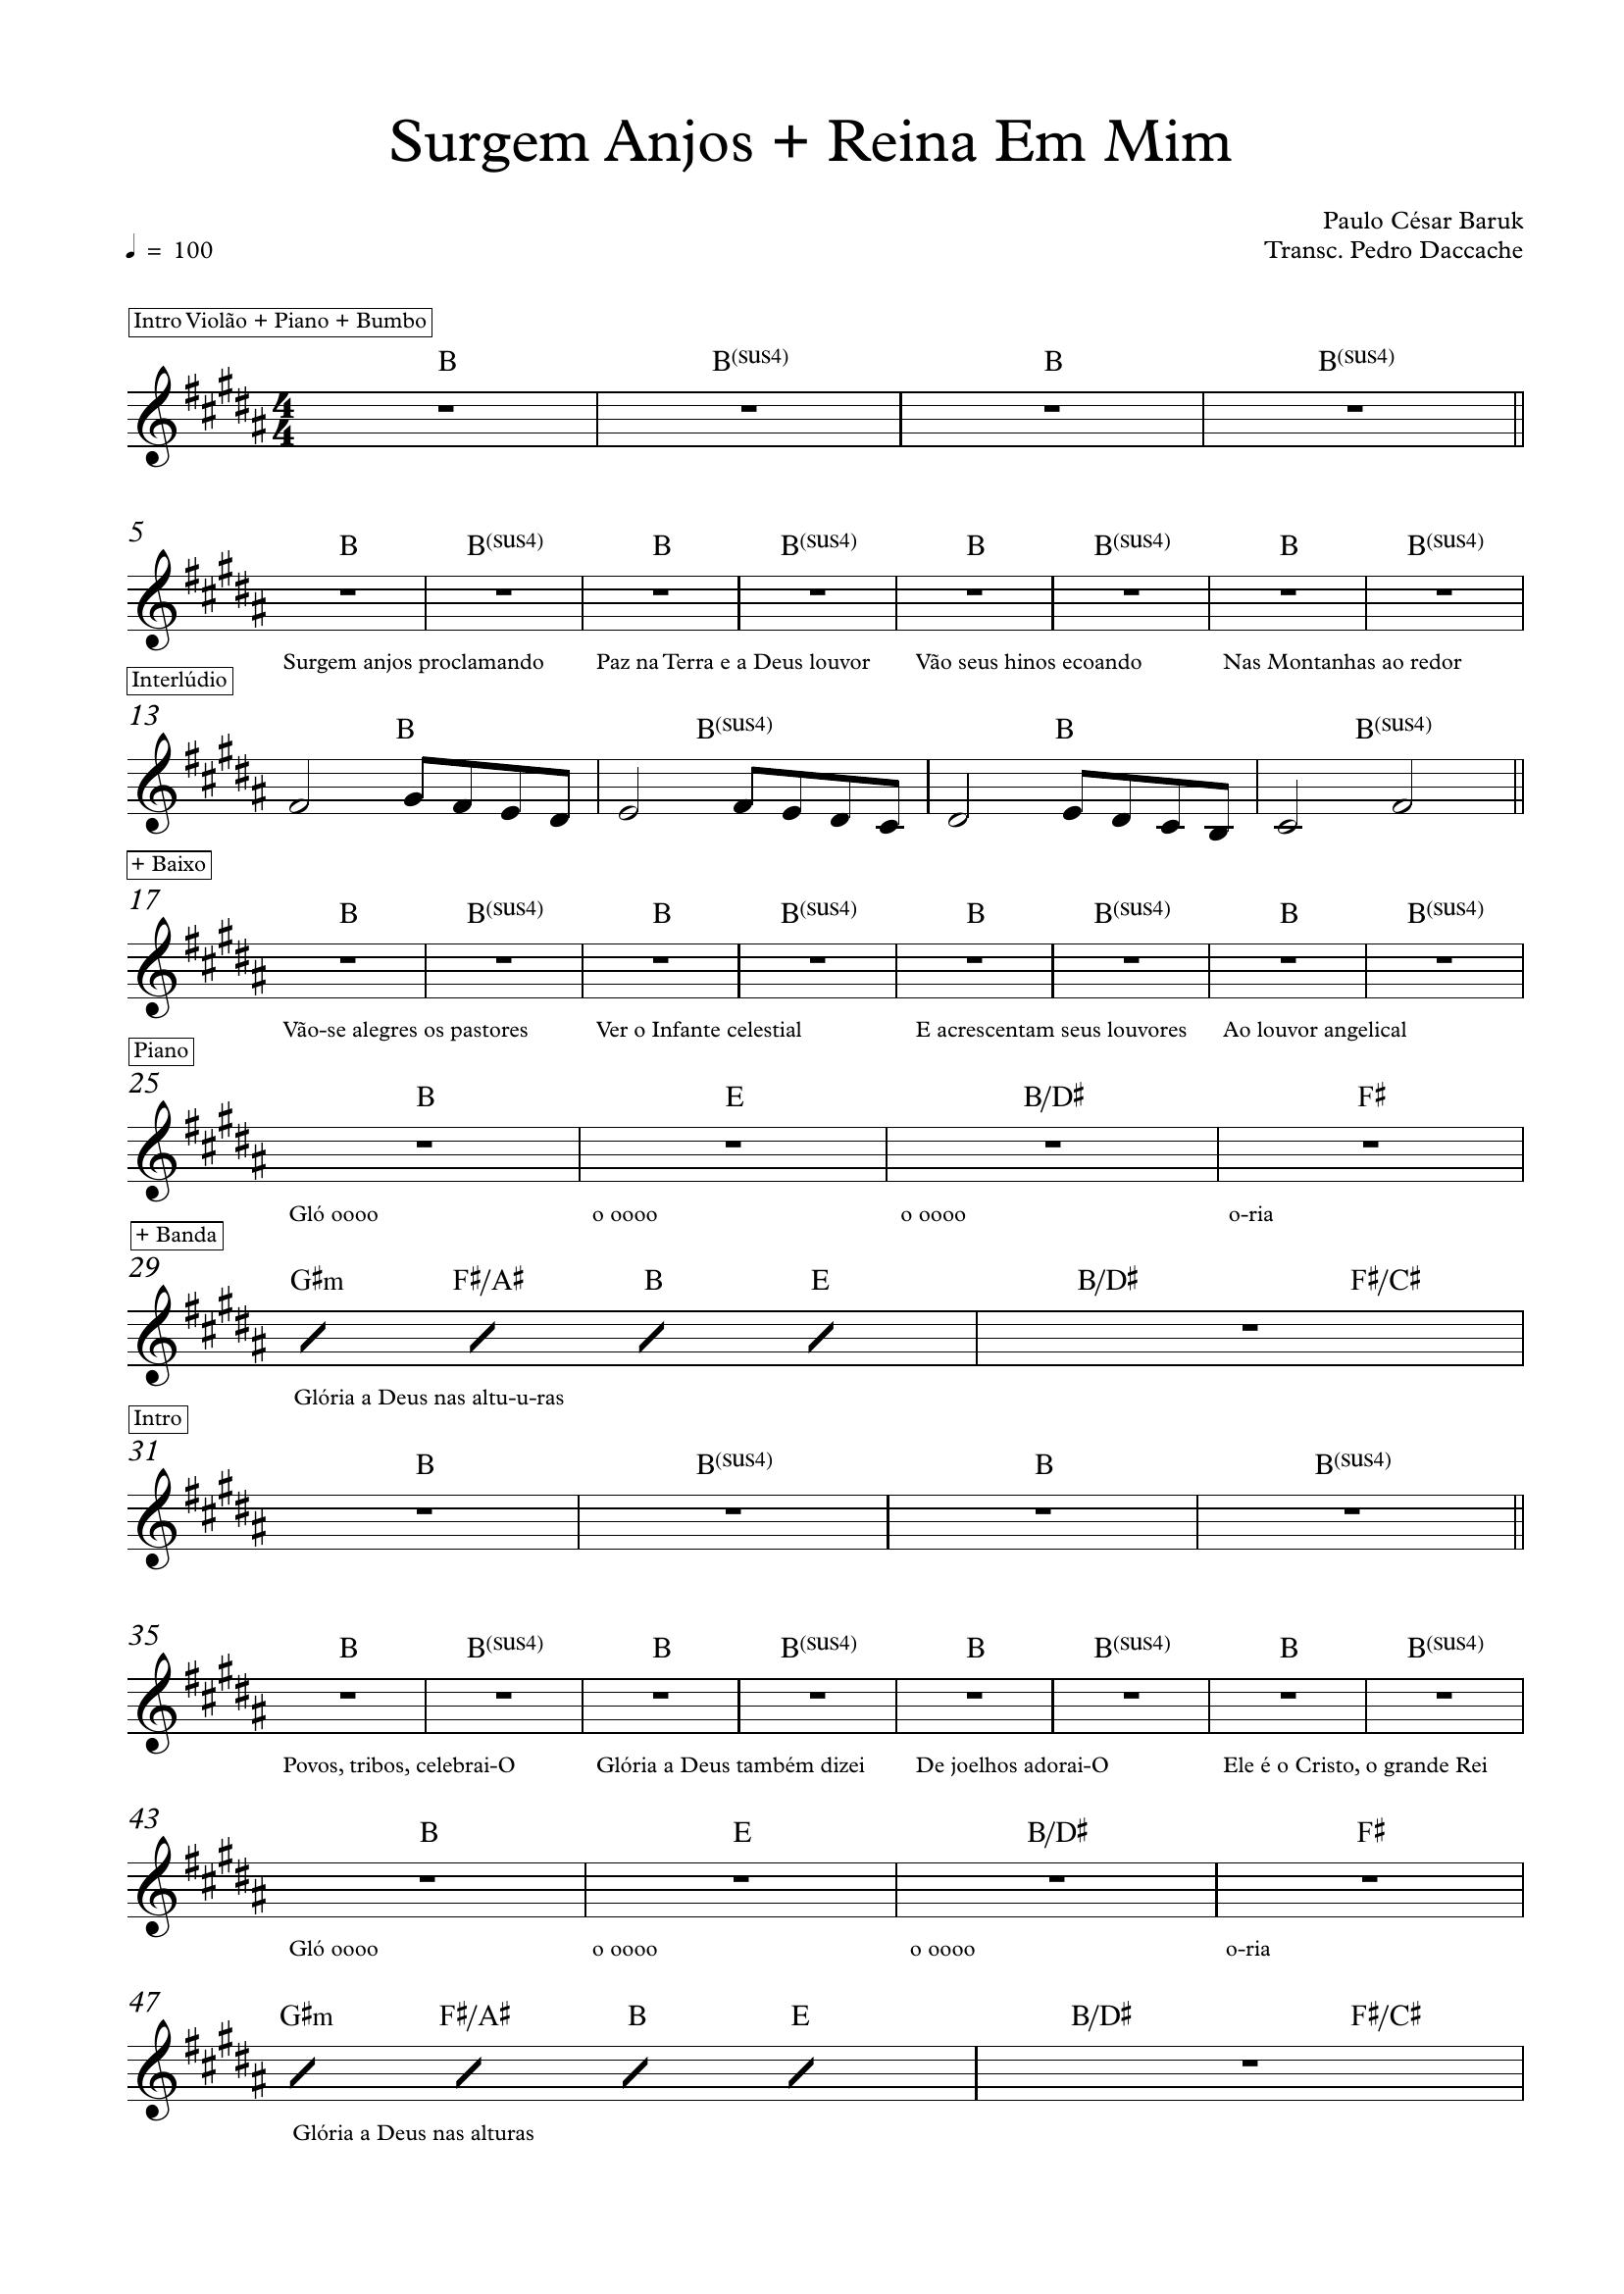 Surgem Anjos + Reina Em Mim
Paulo César Baruk
♩ = 100
Transc. Pedro Daccache
Intro Violão + Piano + Bumbo
B B(sus4) B B(sus4)
4
4
5
B B(sus4) B B(sus4) B B(sus4) B B(sus4)
Surgem anjos proclamando Paz na Terra e a Deus louvor Vão seus hinos ecoando Nas Montanhas ao redor
Interlúdio
13
B B(sus4) B B(sus4)
+ Baixo
17
B B(sus4) B B(sus4) B B(sus4) B B(sus4)
Vão-se alegres os pastores Ver o Infante celestial E acrescentam seus louvores Ao louvor angelical
Piano
25
B E B/D♯ F♯
Gló oooo o oooo o oooo o-ria
+ Banda
29
G♯m F♯/A♯ B E B/D♯ F♯/C♯
Glória a Deus nas altu-u-ras
Intro
31
B B(sus4) B B(sus4)
35
B B(sus4) B B(sus4) B B(sus4) B B(sus4)
Povos, tribos, celebrai-O Glória a Deus também dizei De joelhos adorai-O Ele é o Cristo, o grande Rei
43
B E B/D♯ F♯
Gló oooo o oooo o oooo o-ria
47
G♯m F♯/A♯ B E B/D♯ F♯/C♯
Glória a Deus nas alturas